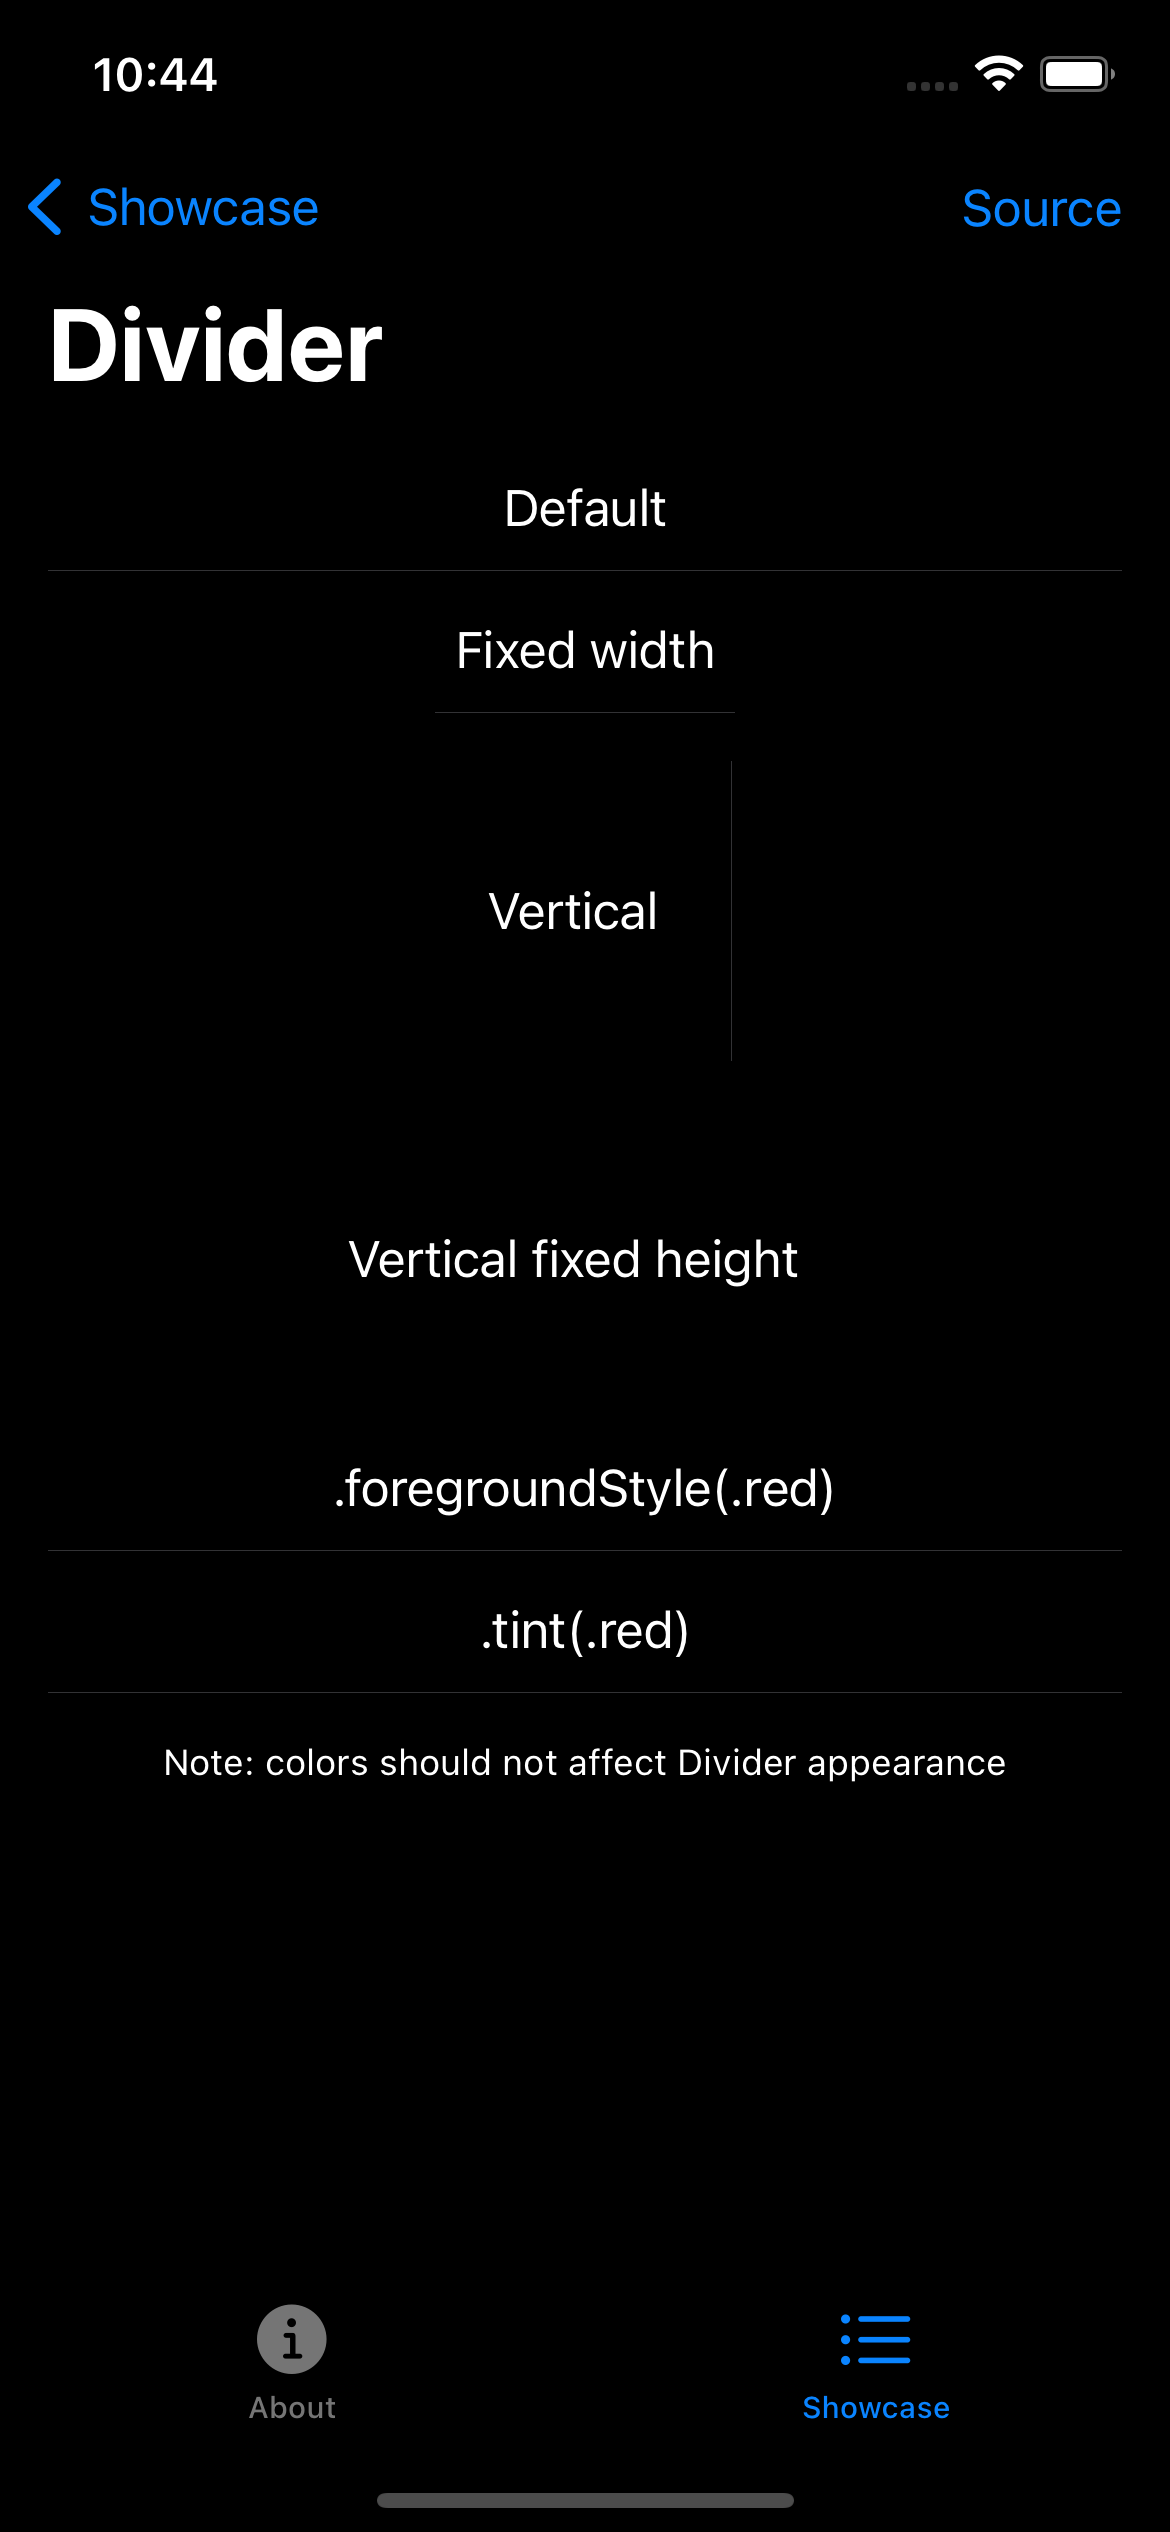 10:44
Showcase
Source
Divider
Default
Fixed width
Vertical
Vertical fixed height
.foregroundStyle(.red)
.tint(.red)
Note: colors should not affect Divider appearance
About
Showcase